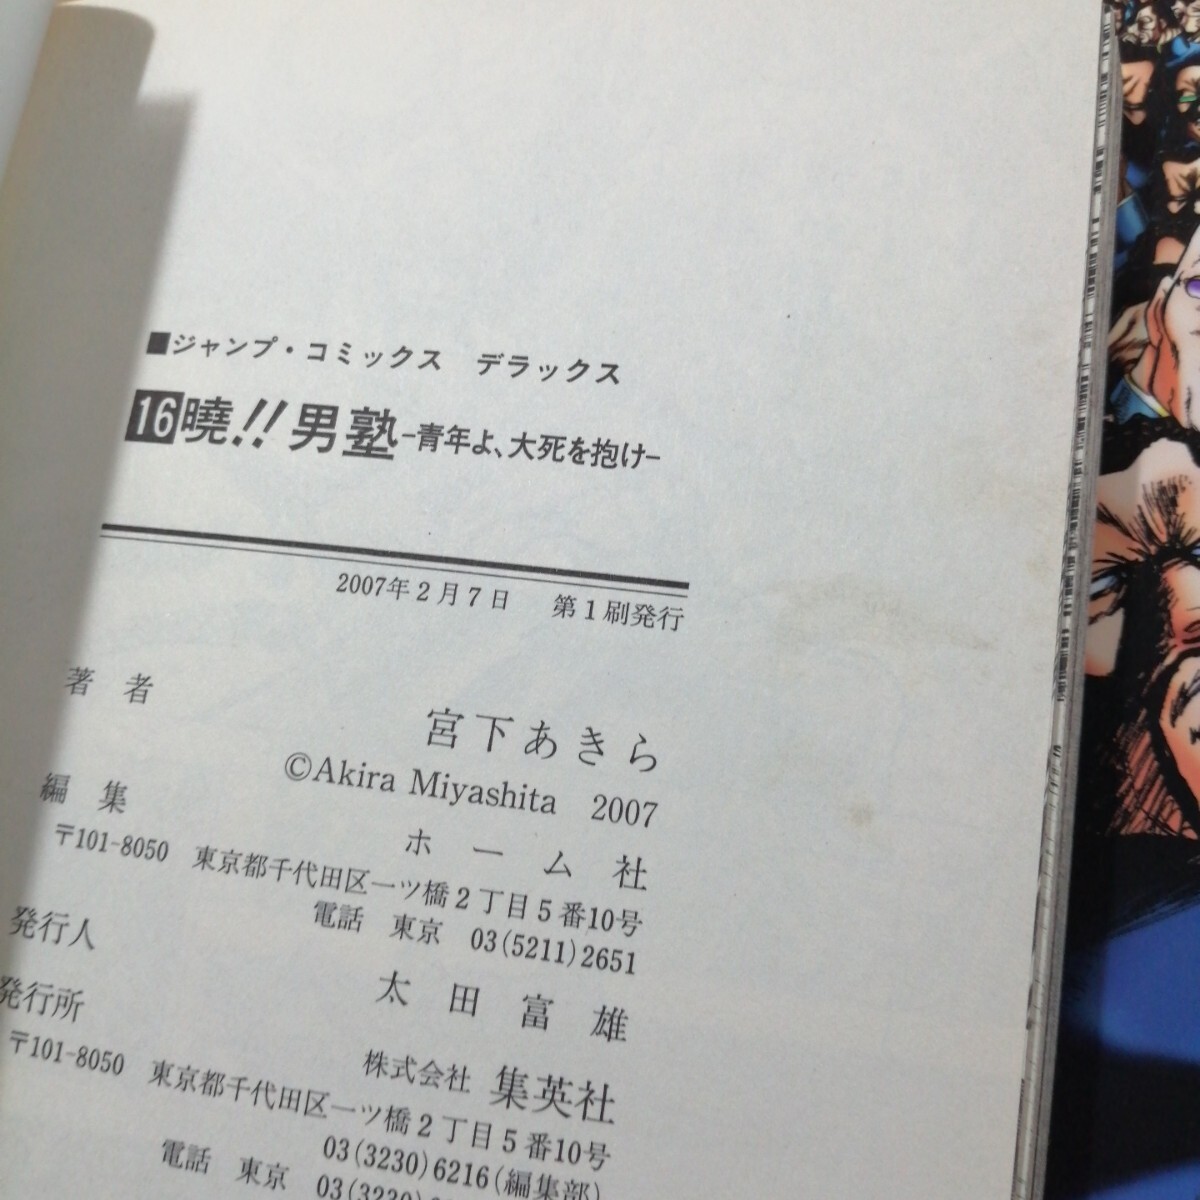 ■ジャンプ・コミックス　デラックス
16曉!!男塾-青年よ、大死を抱け-
2007年2月7日　第1刷発行
著者　宮下あきら
©Akira Miyashita　2007
編集　ホーム社
〒101-8050　東京都千代田区一ツ橋2丁目5番10号
電話　東京　03(5211)2651
発行人　太田富雄
発行所　株式会社　集英社
〒101-8050　東京都千代田区一ツ橋2丁目5番10号
03(3230)6216(編集部)
電話　東京　03(3230)